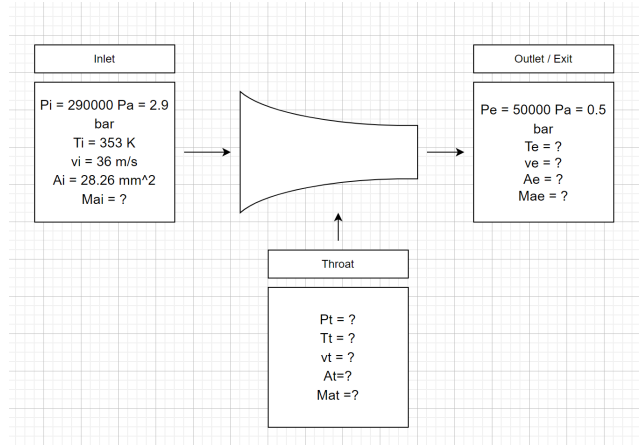 Inlet
Outlet / Exit
Pi = 290000 Pa = 2.9
bar
Ti = 353 K
vi = 36 m/s
Ai = 28.26 mm^2
Mai = ?
Pe = 50000 Pa = 0.5
bar
Te = ?
ve = ?
Ae = ?
Mae = ?
Throat
Pt = ?
Tt = ?
vt = ?
At=?
Mat =?